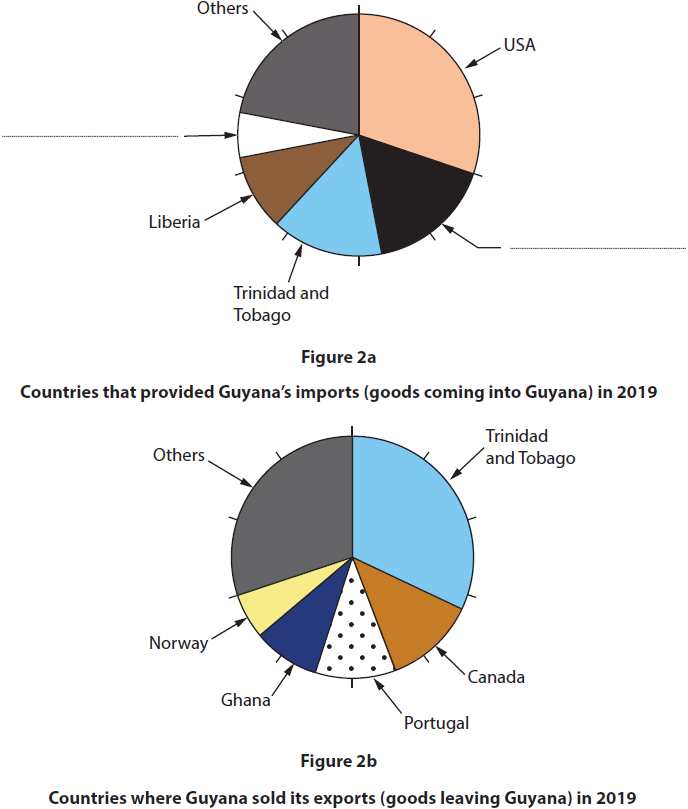 Others
USA
Liberia
Trinidad and
Tobago
Figure 2a
Countries that provided Guyana’s imports (goods coming into Guyana) in 2019
Trinidad
and Tobago
Others
Norway
Canada
Ghana
Portugal
Figure 2b
Countries where Guyana sold its exports (goods leaving Guyana) in 2019